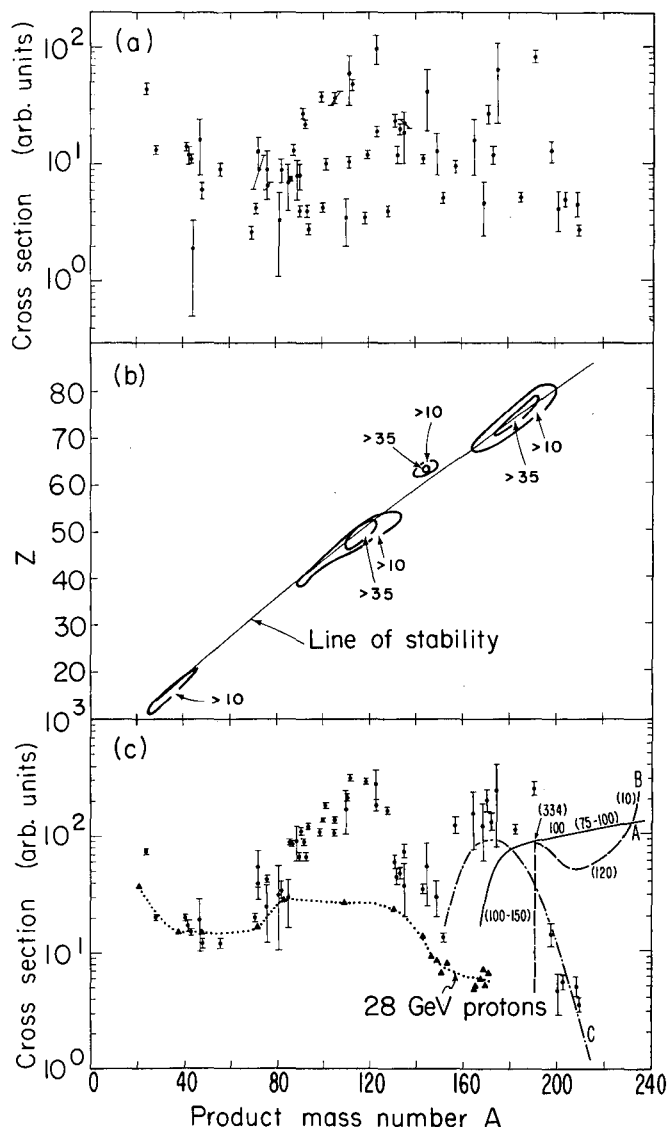 (a)
Cross section (arb. units)
10²
10¹
10⁰
(b)
Z
80
70
60
50
40
30
20
10
>10
>35
>10
>35
>10
>35
>10
Line of stability
(c)
Cross section (arb. units)
10³
10²
10¹
10⁰
B
(10)
(334)
100 (75-100)
A
(120)
(100-150)
28 GeV protons
C
0 40 80 120 160 200 240
Product mass number A